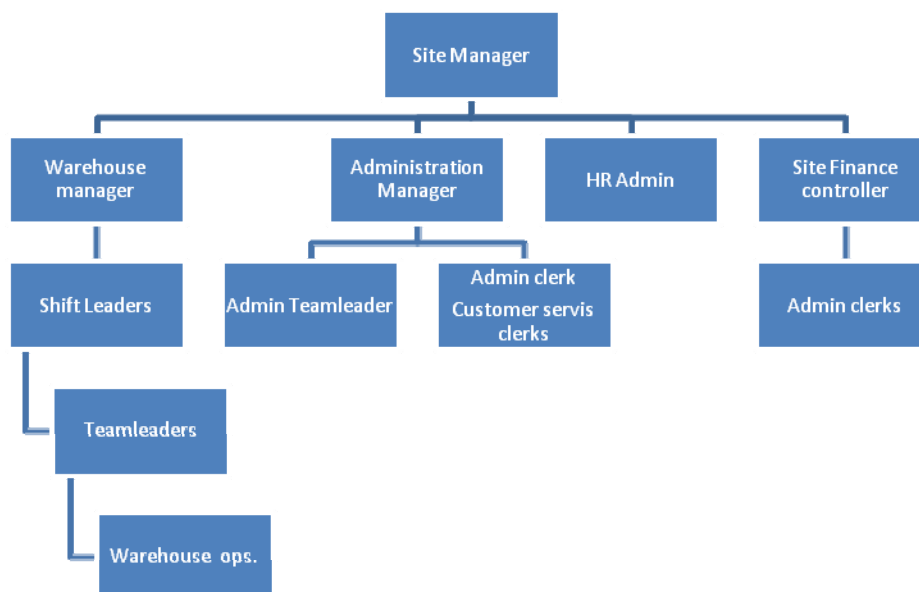 Site Manager
Warehouse
manager
Administration
Manager
HR Admin
Site Finance
controller
Shift Leaders
Admin Teamleader
Admin clerk
Customer servis
clerks
Admin clerks
Teamleaders
Warehouse ops.